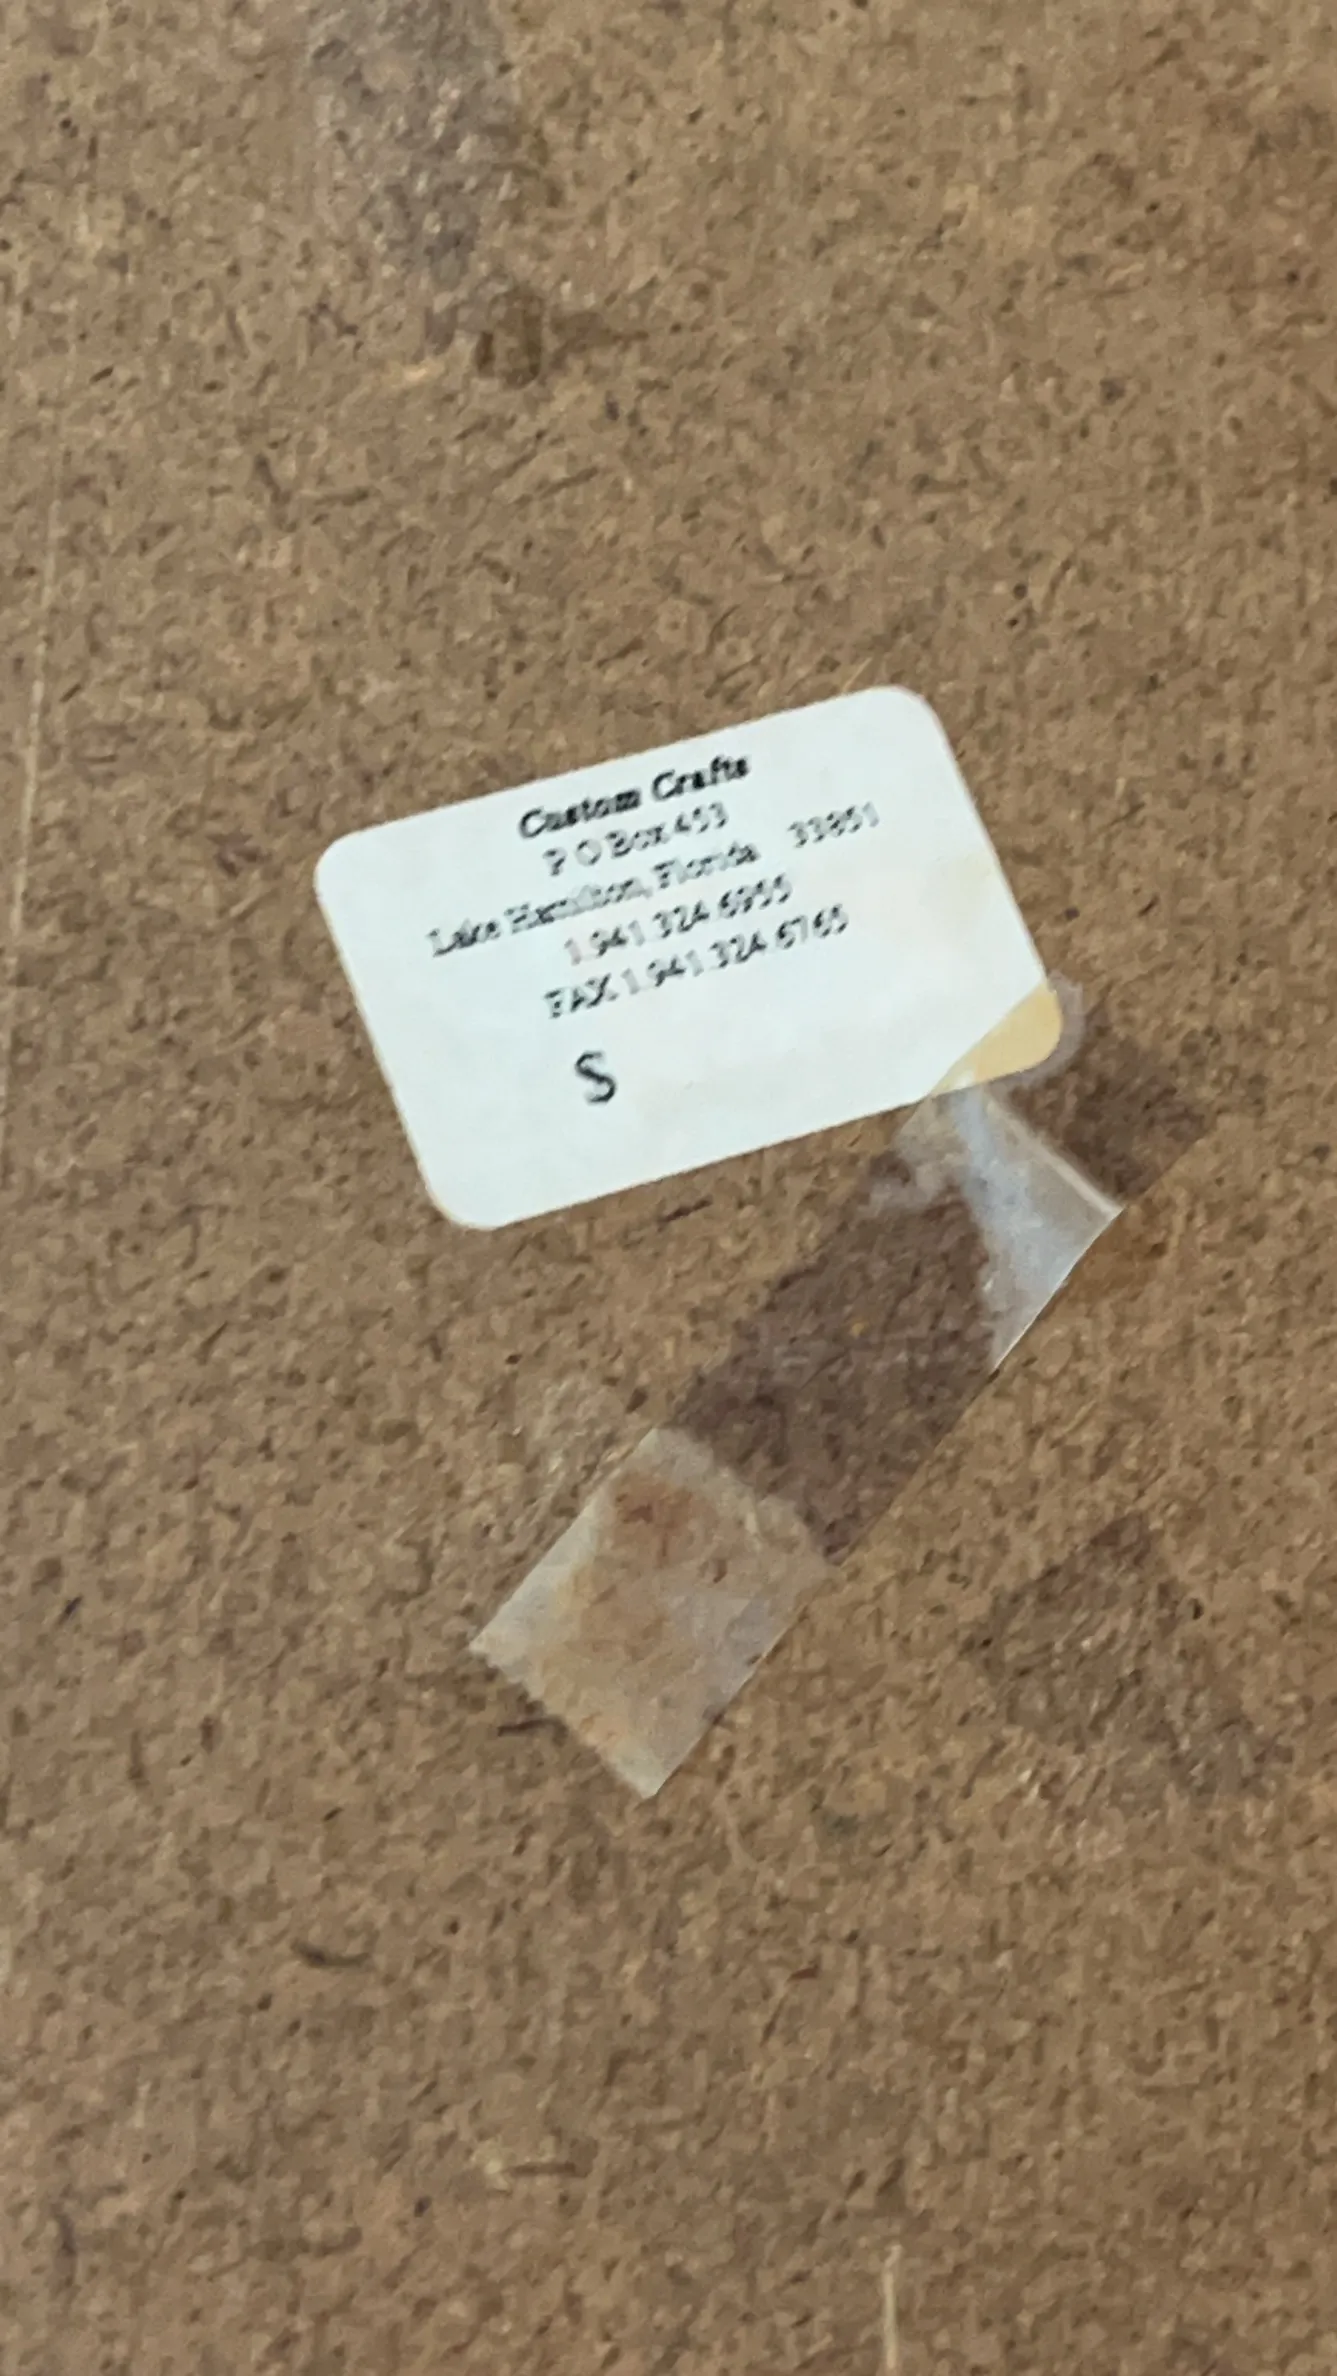 Custom Crafts
P O Box 453
Lake Hamilton, Florida 33851
1.941.324.6955
FAX 1.941.324.6765
S